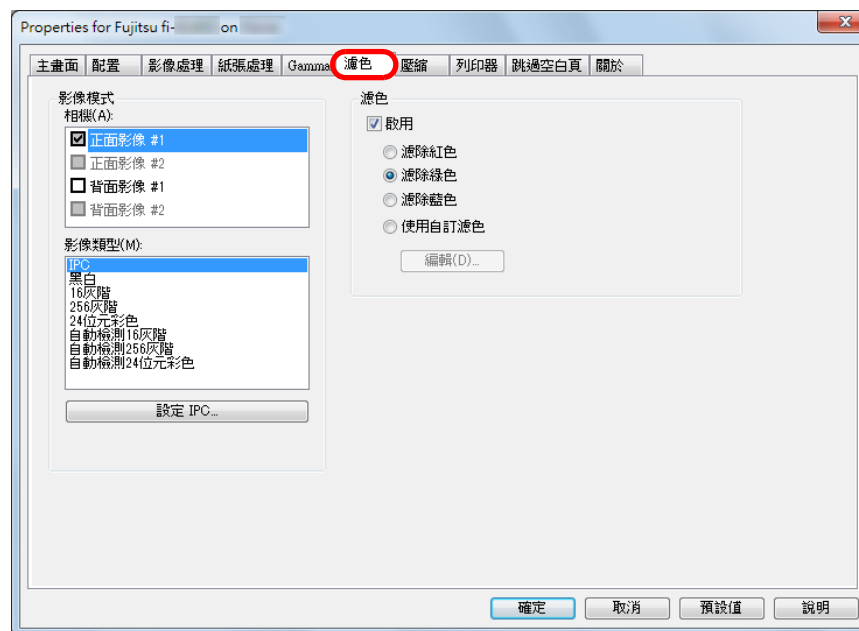 Properties for Fujitsu fi- on
主畫面 配置 影像處理 紙張處理 Gamma 濾色 壓縮 列印器 跳過空白頁 關於
影像模式
相機(A):
正面影像 #1
正面影像 #2
背面影像 #1
背面影像 #2
影像類型(M):
IPC
黑白
16灰階
256灰階
24位元彩色
自動檢測16灰階
自動檢測256灰階
自動檢測24位元彩色
設定 IPC...
濾色
啟用
濾除紅色
濾除綠色
濾除藍色
使用自訂濾色
編輯(D)...
確定 取消 預設值 說明